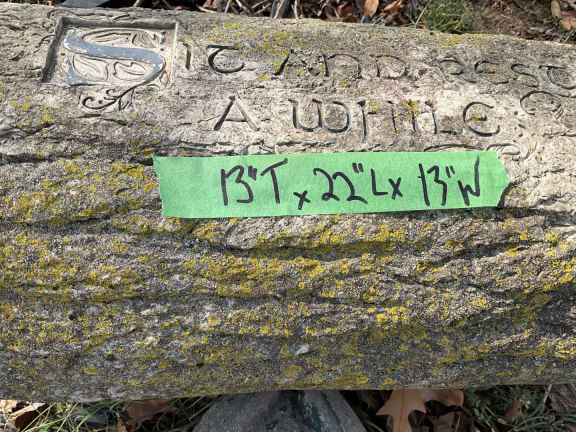 SIT AND REST
A WHILE
13"T x 22"L x 13"W